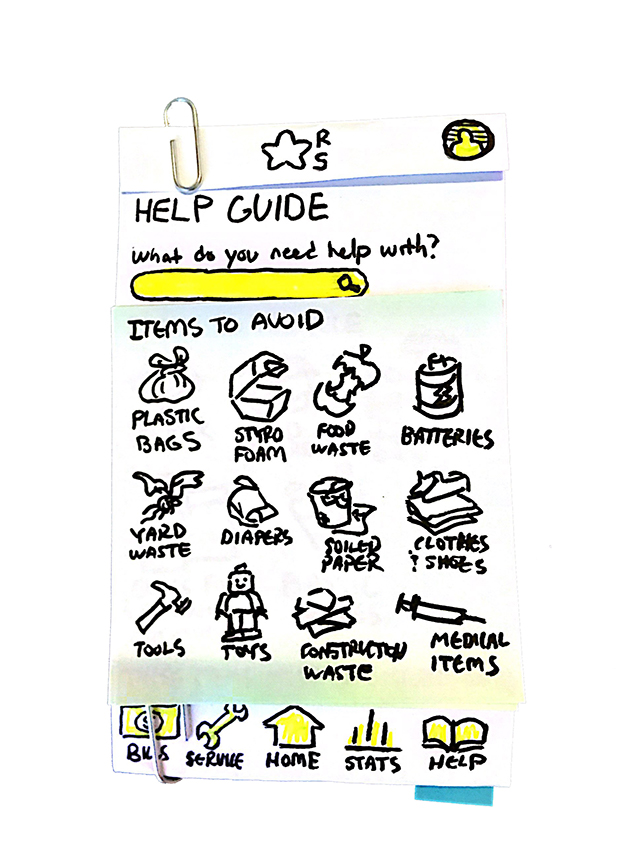 R
S
HELP GUIDE
what do you need help with?
ITEMS TO AVOID
PLASTIC
BAGS
STYRO
FOAM
FOOD
WASTE
BATTERIES
YARD
WASTE
DIAPERS
SOILED
PAPER
CLOTHES
? SHOES
TOOLS
TOYS
CONSTRUCTION
WASTE
MEDICAL
ITEMS
SERVICE
HOME
STATS
HELP